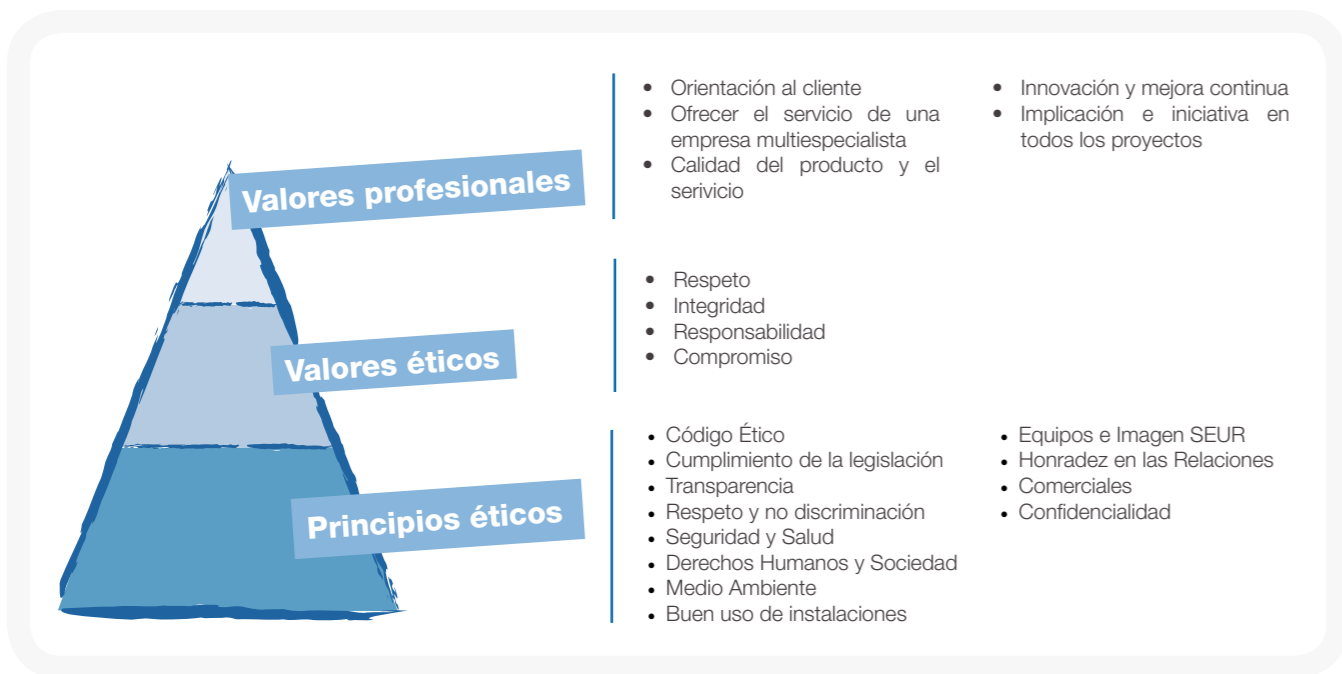 Valores profesionales
• Orientación al cliente
• Ofrecer el servicio de una
empresa multiespecialista
• Calidad del producto y el
serivicio
• Innovación y mejora continua
• Implicación e iniciativa en
todos los proyectos
Valores éticos
• Respeto
• Integridad
• Responsabilidad
• Compromiso
Principios éticos
• Código Ético
• Cumplimiento de la legislación
• Transparencia
• Respeto y no discriminación
• Seguridad y Salud
• Derechos Humanos y Sociedad
• Medio Ambiente
• Buen uso de instalaciones
• Equipos e Imagen SEUR
• Honradez en las Relaciones
• Comerciales
• Confidencialidad